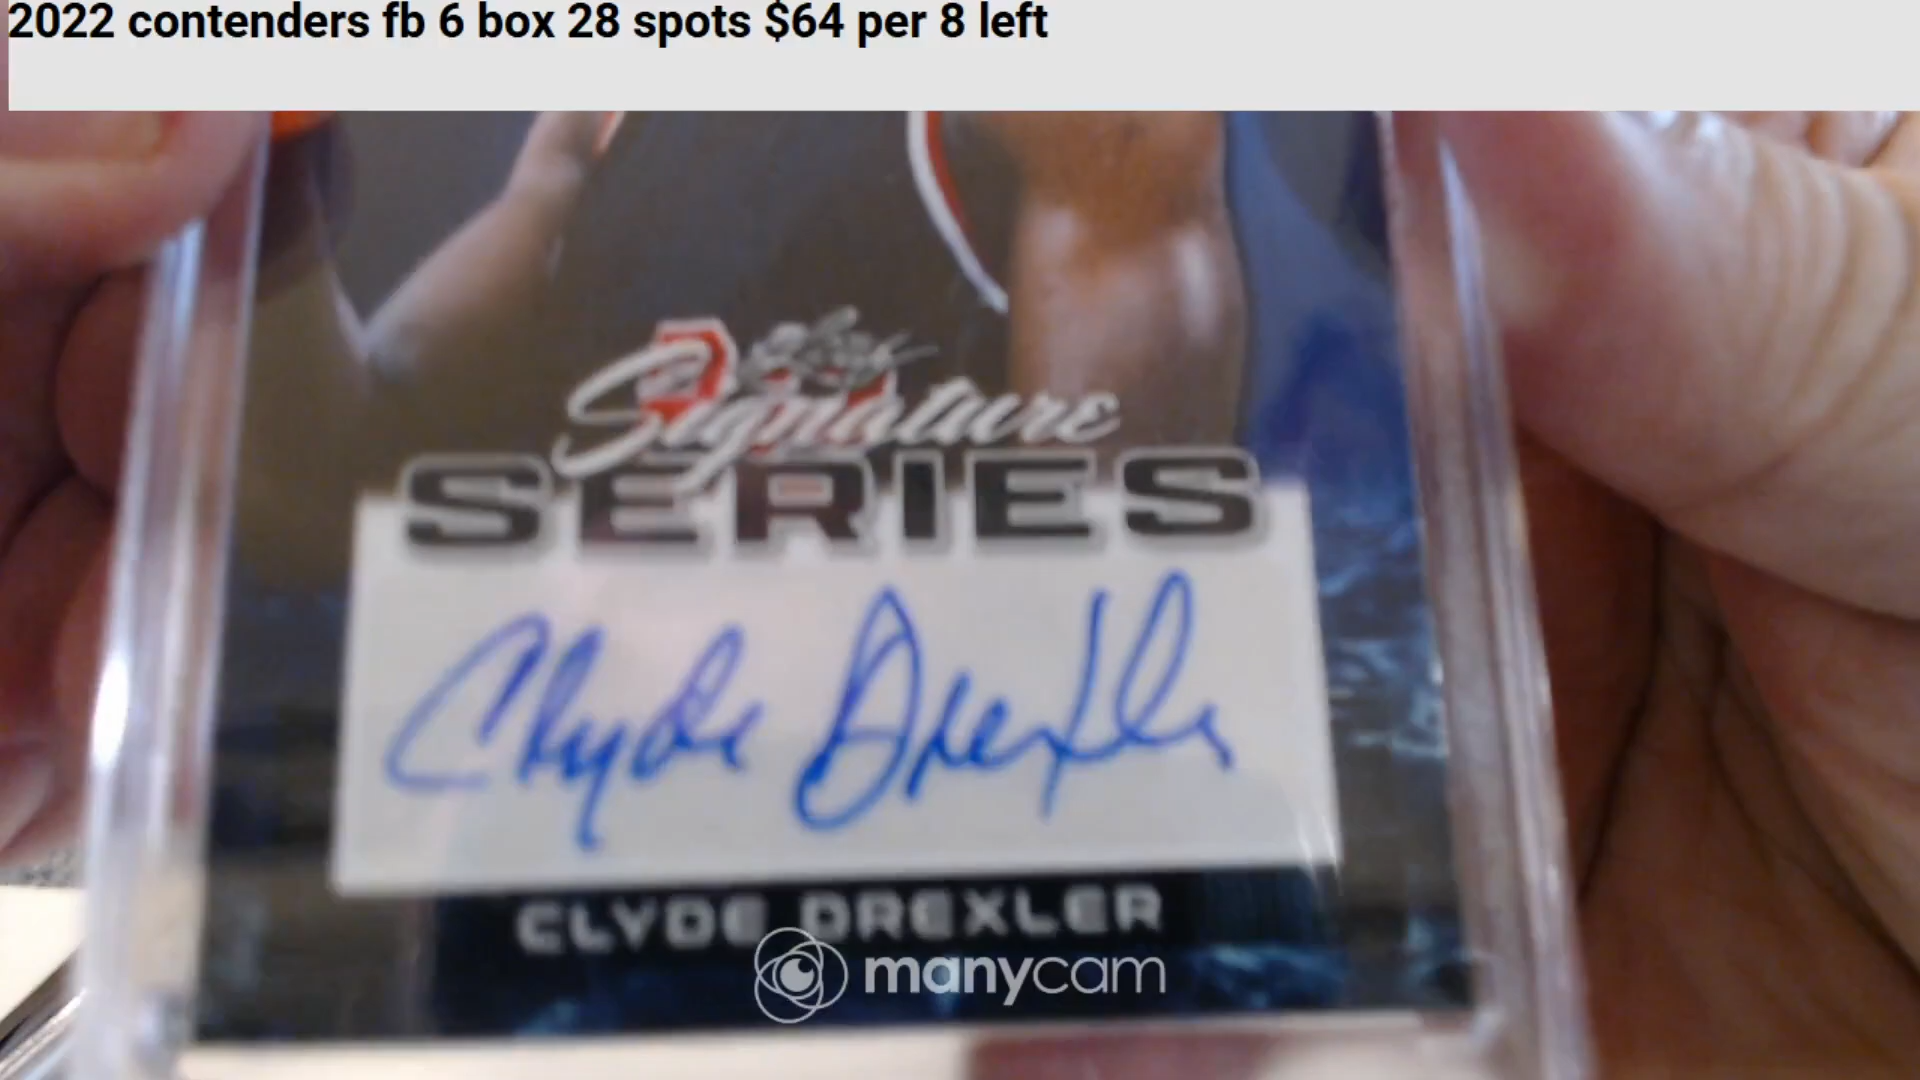 2022 contenders fb 6 box 28 spots $64 per 8 left
Signature
SERIES
Clyde Drexler
CLYDE DREXLER
manycam